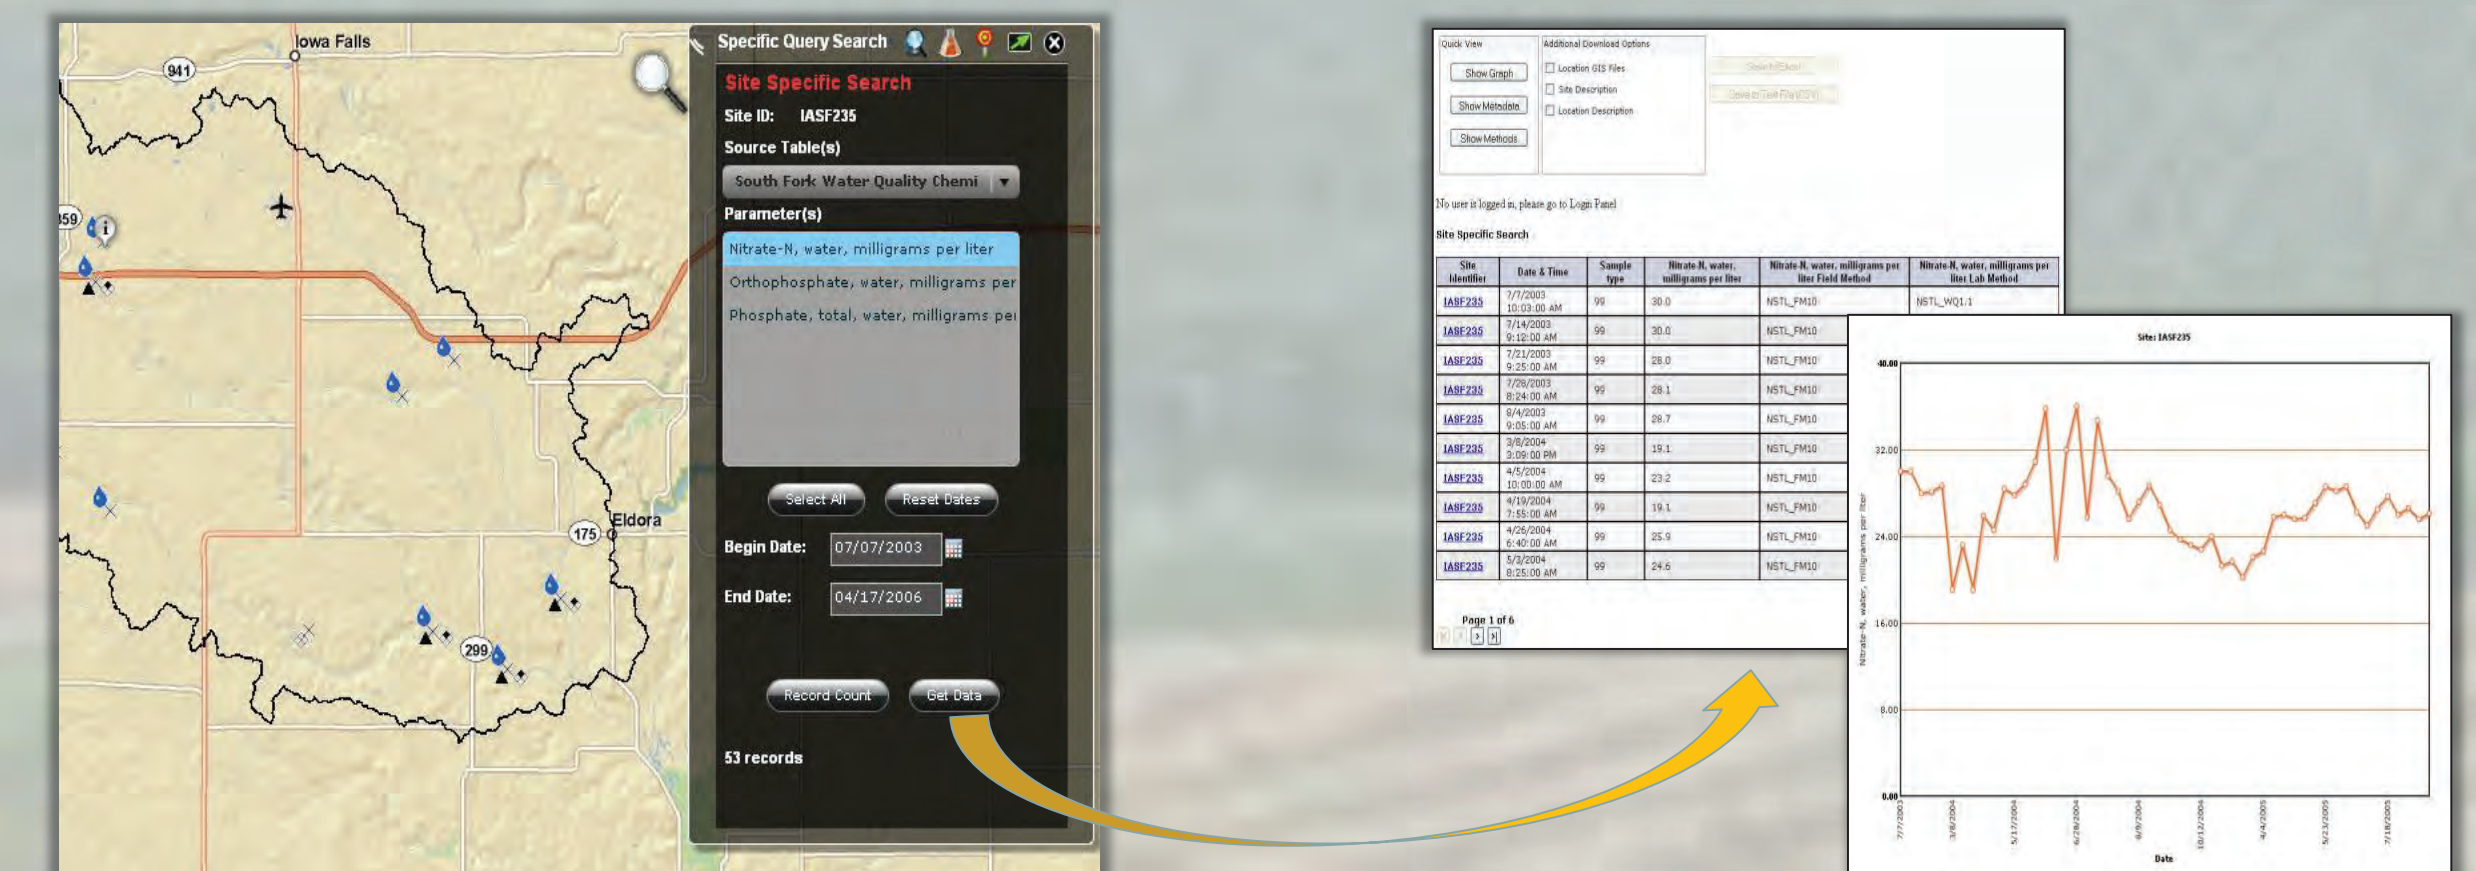 Iowa Falls
941
359
Eldora
175
299
Specific Query Search
Site Specific Search
Site ID: IASF235
Source Table(s)
South Fork Water Quality Chemi
Parameter(s)
Nitrate-N, water, milligrams per liter
Orthophosphate, water, milligrams per
Phosphate, total, water, milligrams per
Select All Reset Dates
Begin Date: 07/07/2003
End Date: 04/17/2006
Record Count Get Data
53 records
Quick View
Show Graph
Show Metadata
Show Methods
Additional Download Options
Location GIS Files
Site Description
Location Description
No user is logged in, please go to Login Panel
Site Specific Search
Site Identifier Date & Time Sample type Nitrate-N, water, milligrams per liter Nitrate-N, water, milligrams per liter Field Method Nitrate-N, water, milligrams per liter Lab Method
IASF235 7/7/2003 10:03:00 AM 99 30.0 NSTL_FM10 NSTL_WQ1.1
IASF235 7/14/2003 9:12:00 AM 99 30.0 NSTL_FM10
IASF235 7/21/2003 9:25:00 AM 99 28.0 NSTL_FM10
IASF235 7/28/2003 8:24:00 AM 99 28.1 NSTL_FM10
IASF235 8/4/2003 9:05:00 AM 99 28.7 NSTL_FM10
IASF235 3/8/2004 3:09:00 PM 99 19.1 NSTL_FM10
IASF235 4/5/2004 10:00:00 AM 99 23.2 NSTL_FM10
IASF235 4/19/2004 7:55:00 AM 99 19.1 NSTL_FM10
IASF235 4/26/2004 6:40:00 AM 99 25.9 NSTL_FM10
IASF235 5/3/2004 8:25:00 AM 99 24.6 NSTL_FM10
Page 1 of 6
Site: IASF235
40.00
32.00
24.00
16.00
8.00
0.00
Nitrate-N, water, milligrams per liter
7/7/2003
3/8/2004
5/17/2004
6/28/2004
8/9/2004
10/12/2004
4/4/2005
5/23/2005
7/18/2005
Date